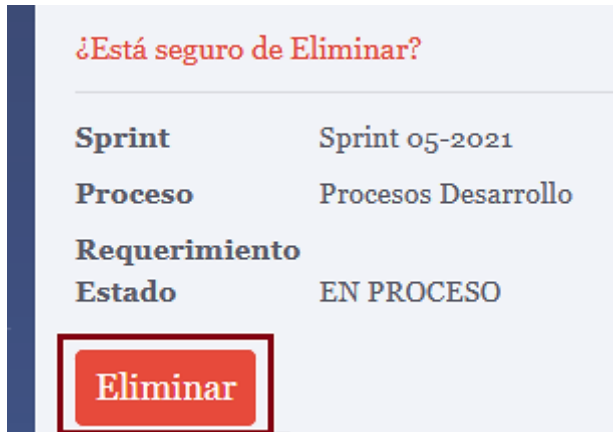 ¿Está seguro de Eliminar?
Sprint Sprint 05-2021
Proceso Procesos Desarrollo
Requerimiento
Estado EN PROCESO
Eliminar